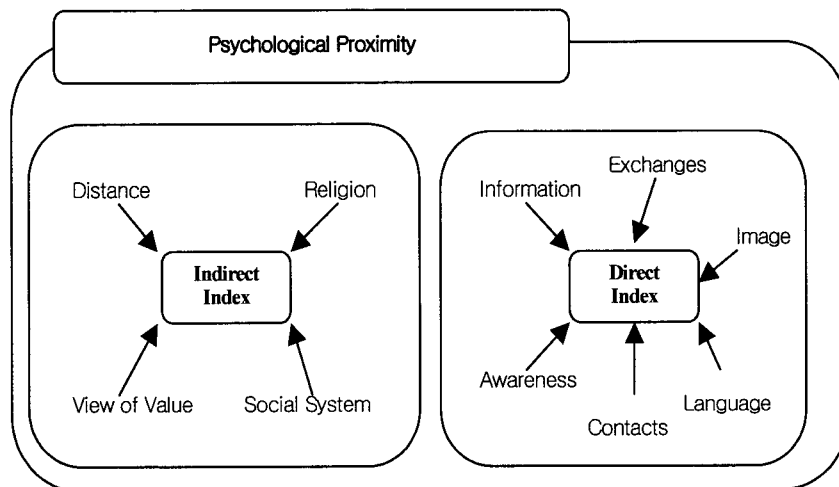 Psychological Proximity
Distance
Religion
Indirect
Index
View of Value
Social System
Exchanges
Information
Image
Direct
Index
Awareness
Language
Contacts